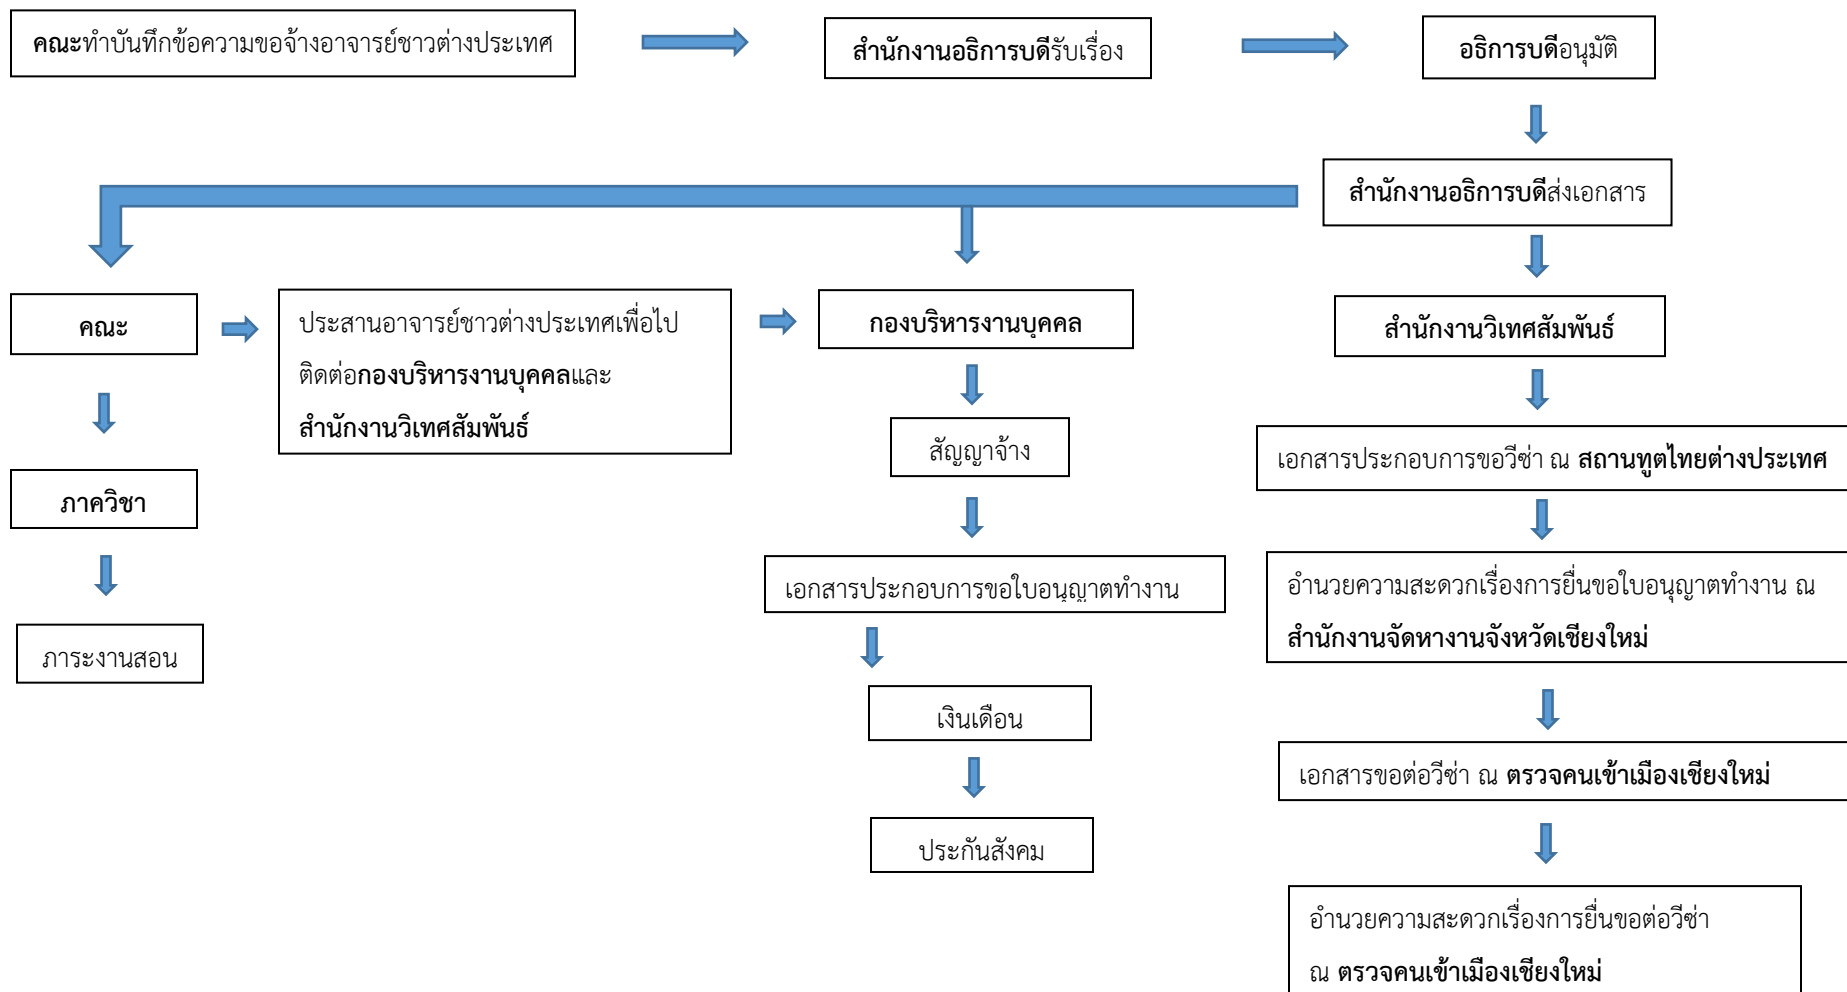 คณะทำบันทึกข้อความขอจ้างอาจารย์ชาวต่างประเทศ
สำนักงานอธิการบดีรับเรื่อง
อธิการบดีอนุมัติ
สำนักงานอธิการบดีส่งเอกสาร
คณะ
ประสานอาจารย์ชาวต่างประเทศเพื่อไป
ติดต่อกองบริหารงานบุคคลและ
สำนักงานวิเทศสัมพันธ์
กองบริหารงานบุคคล
สำนักงานวิเทศสัมพันธ์
ภาควิชา
สัญญาจ้าง
เอกสารประกอบการขอวีซ่า ณ สถานทูตไทยต่างประเทศ
ภาระงานสอน
เอกสารประกอบการขอใบอนุญาตทำงาน
อำนวยความสะดวกเรื่องการยื่นขอใบอนุญาตทำงาน ณ
สำนักงานจัดหางานจังหวัดเชียงใหม่
เงินเดือน
เอกสารขอต่อวีซ่า ณ ตรวจคนเข้าเมืองเชียงใหม่
ประกันสังคม
อำนวยความสะดวกเรื่องการยื่นขอต่อวีซ่า
ณ ตรวจคนเข้าเมืองเชียงใหม่